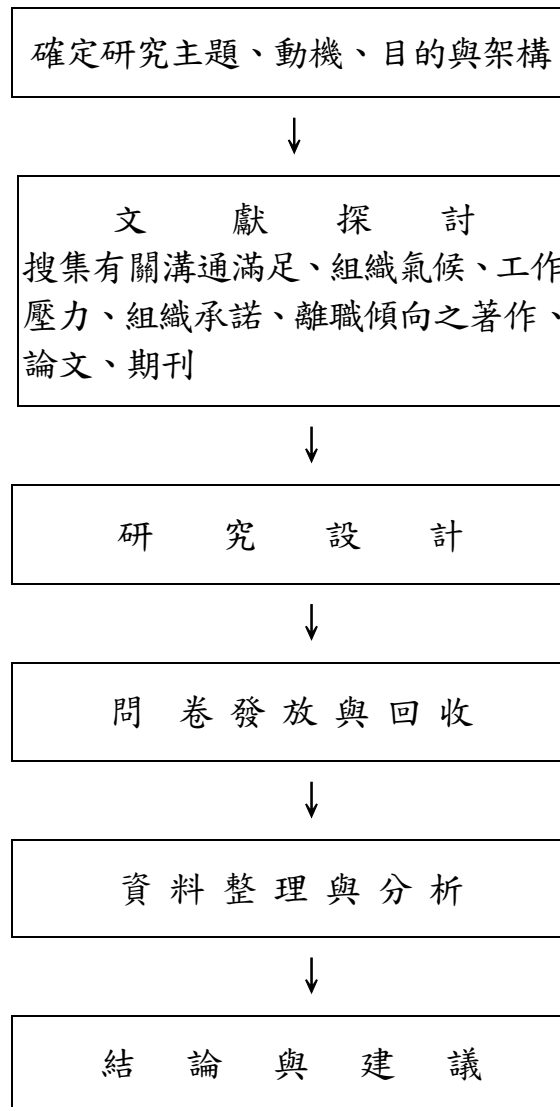 確定研究主題、動機、目的與架構
↓
文獻探討
搜集有關溝通滿足、組織氣候、工作
壓力、組織承諾、離職傾向之著作、
論文、期刊
↓
研究設計
↓
問卷發放與回收
↓
資料整理與分析
↓
結論與建議